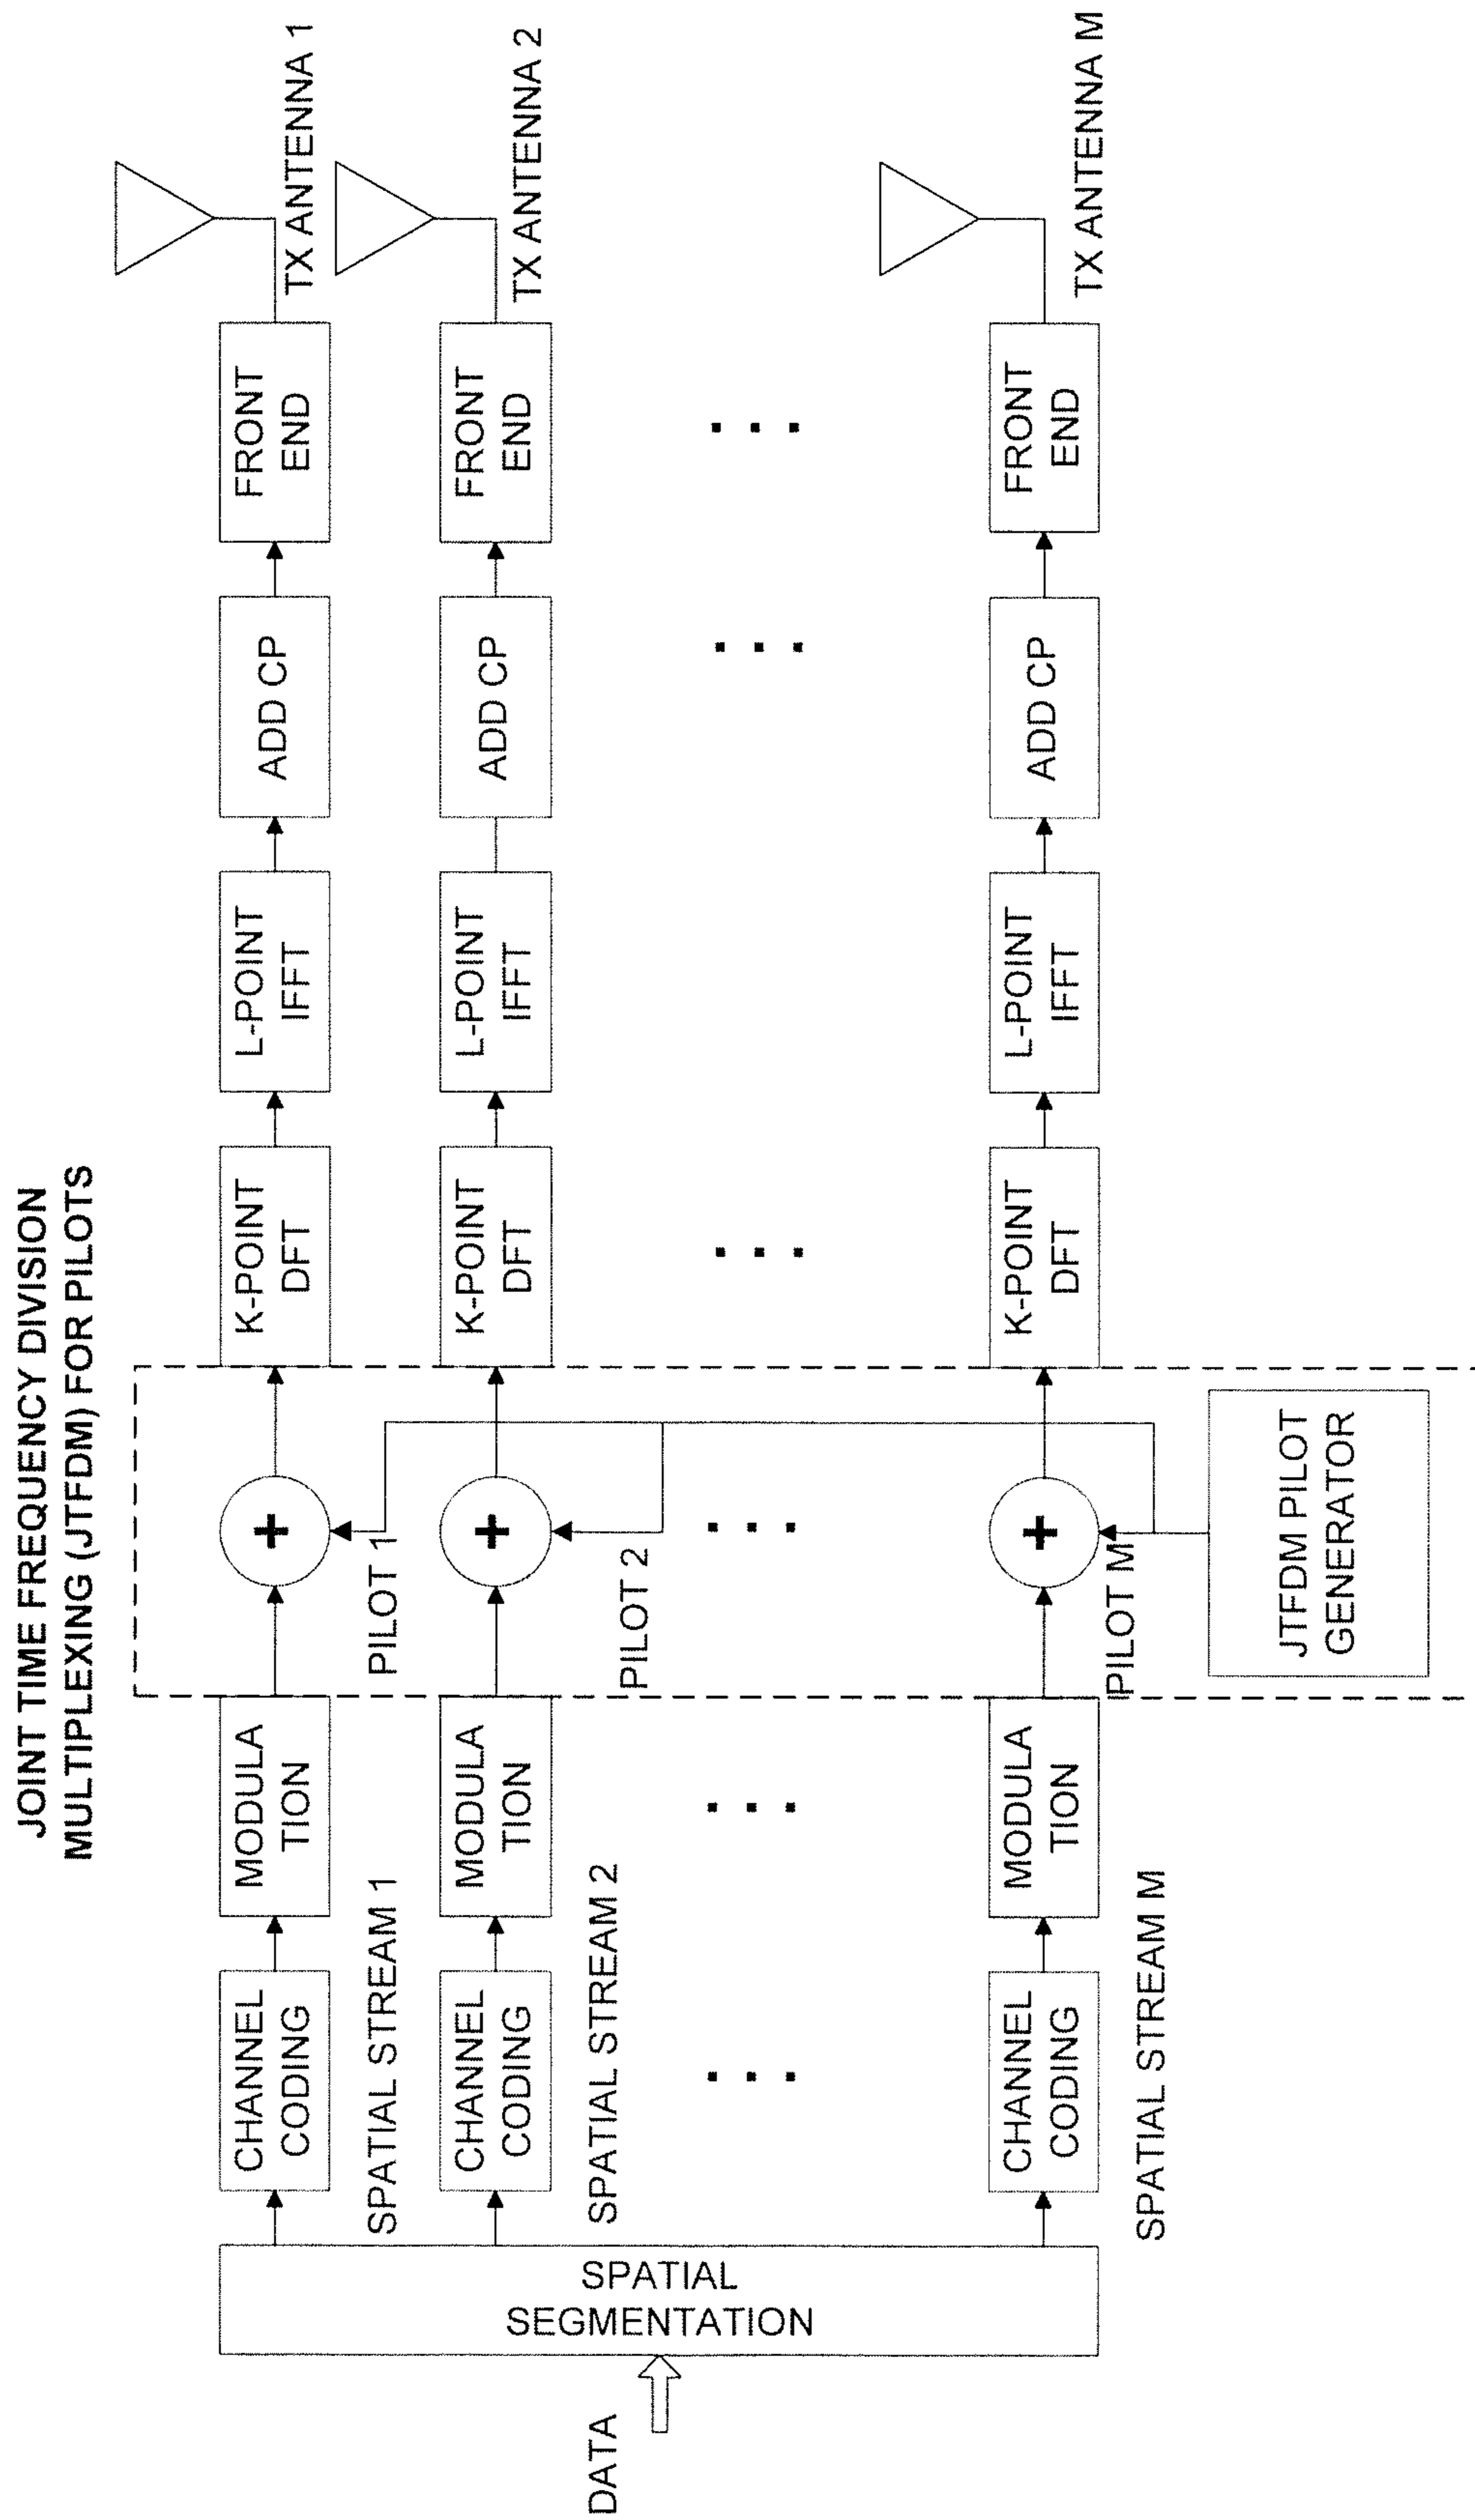 JOINT TIME FREQUENCY DIVISION
MULTIPLEXING (JTFDM) FOR PILOTS
DATA
SPATIAL
SEGMENTATION
CHANNEL
CODING
MODULA
TION
+
K-POINT
DFT
L-POINT
IFFT
ADD CP
FRONT
END
TX ANTENNA 1
SPATIAL STREAM 1
PILOT 1
CHANNEL
CODING
MODULA
TION
+
K-POINT
DFT
L-POINT
IFFT
ADD CP
FRONT
END
TX ANTENNA 2
SPATIAL STREAM 2
PILOT 2
...
...
...
...
...
...
CHANNEL
CODING
MODULA
TION
+
K-POINT
DFT
L-POINT
IFFT
ADD CP
FRONT
END
TX ANTENNA M
SPATIAL STREAM M
PILOT M
JTFDM PILOT
GENERATOR